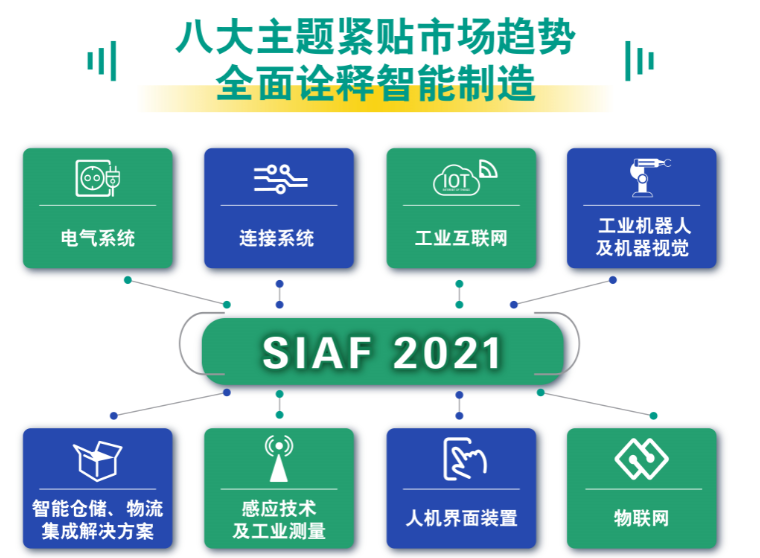 八大主题紧贴市场趋势
全面诠释智能制造
电气系统
连接系统
IOT
工业互联网
工业机器人
及机器视觉
SIAF 2021
智能仓储、物流
集成解决方案
感应技术
及工业测量
人机界面装置
物联网